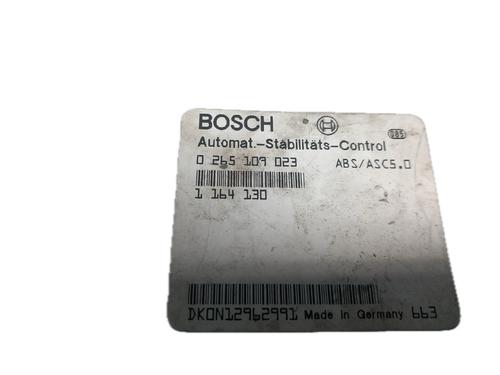 BOSCH
085
Automat.-Stabilitäts-Control
0 265 109 023 ABS/ASC5.0
1 164 130
DKON12962991 Made in Germany 663